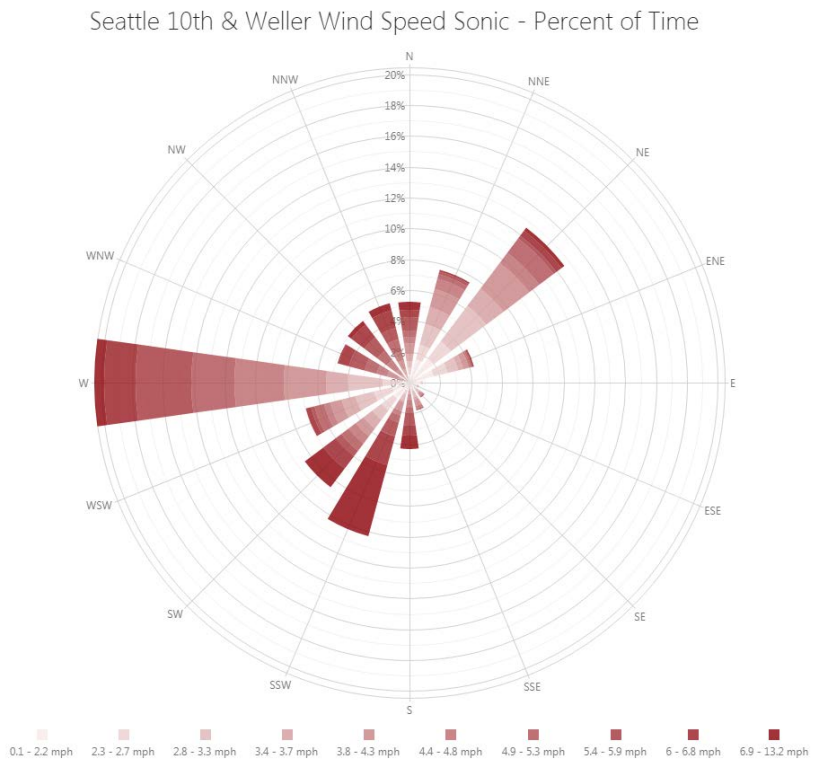 Seattle 10th & Weller Wind Speed Sonic - Percent of Time
N
NNW
NNE
20%
18%
16%
14%
12%
10%
8%
6%
4%
2%
0%
NW
NE
WNW
ENE
W
E
WSW
ESE
SW
SE
SSW
SSE
S
0.1 - 2.2 mph 2.3 - 2.7 mph 2.8 - 3.3 mph 3.4 - 3.7 mph 3.8 - 4.3 mph 4.4 - 4.8 mph 4.9 - 5.3 mph 5.4 - 5.9 mph 6 - 6.8 mph 6.9 - 13.2 mph